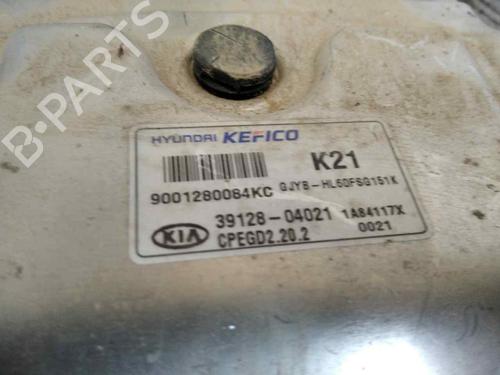 B-PARTS
HYUNDAI KEFICO
K21
9001280084KC GJYB-HL60FSG151K
39128-04021 1A84117X
KIA CPEGD2.20.2 0021